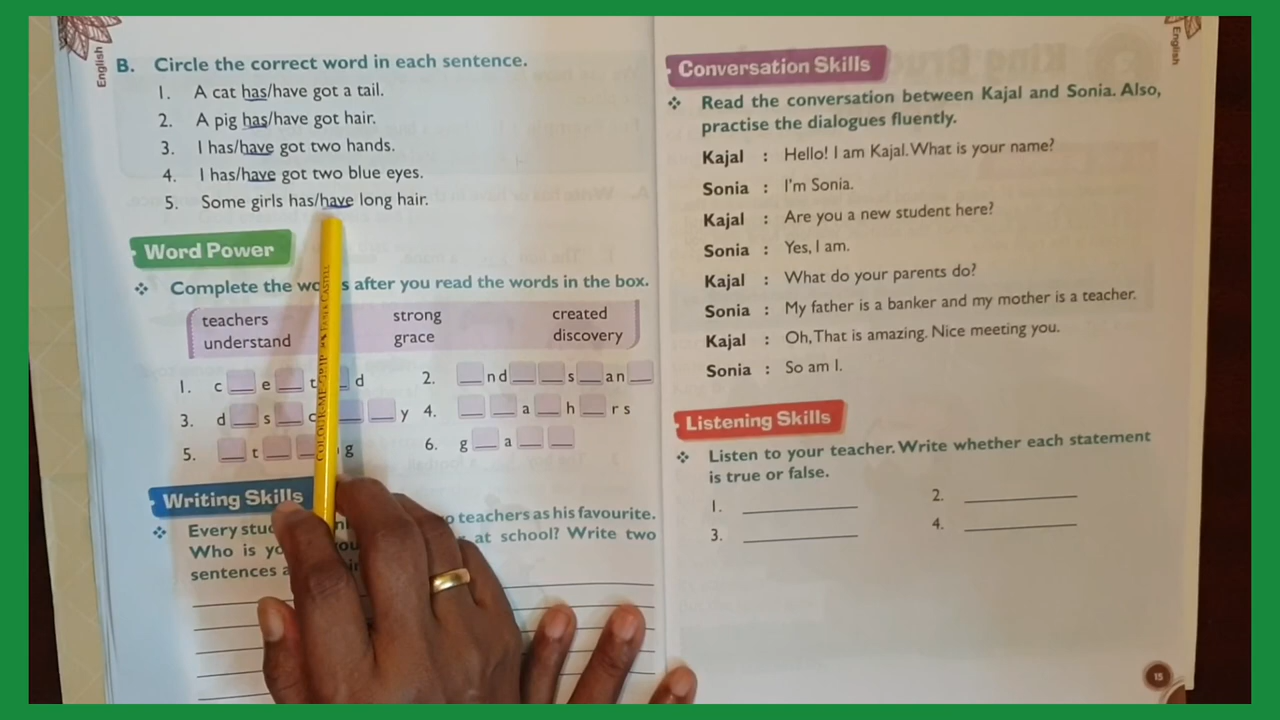 English
B. Circle the correct word in each sentence.
1. A cat has/have got a tail.
2. A pig has/have got hair.
3. I has/have got two hands.
4. I has/have got two blue eyes.
5. Some girls has/have long hair.
Word Power
❖ Complete the wo s after you read the words in the box.
teachers strong created
understand grace discovery
1. c _ e _ t _ d 2. _ nd _ _ s _ an _
3. d _ s _ c _ _ y 4. _ _ a _ h _ rs
5. _ t _ _ g 6. g _ a _ _
Writing Skills
❖ Every stu teachers as his favourite.
Who is yo at school? Write two
sentences
COLOUR-ME
English
Conversation Skills
❖ Read the conversation between Kajal and Sonia. Also,
practise the dialogues fluently.
Kajal : Hello! I am Kajal. What is your name?
Sonia : I'm Sonia.
Kajal : Are you a new student here?
Sonia : Yes, I am.
Kajal : What do your parents do?
Sonia : My father is a banker and my mother is a teacher.
Kajal : Oh, That is amazing. Nice meeting you.
Sonia : So am I.
Listening Skills
❖ Listen to your teacher. Write whether each statement
is true or false.
1. 2.
3. 4.
15